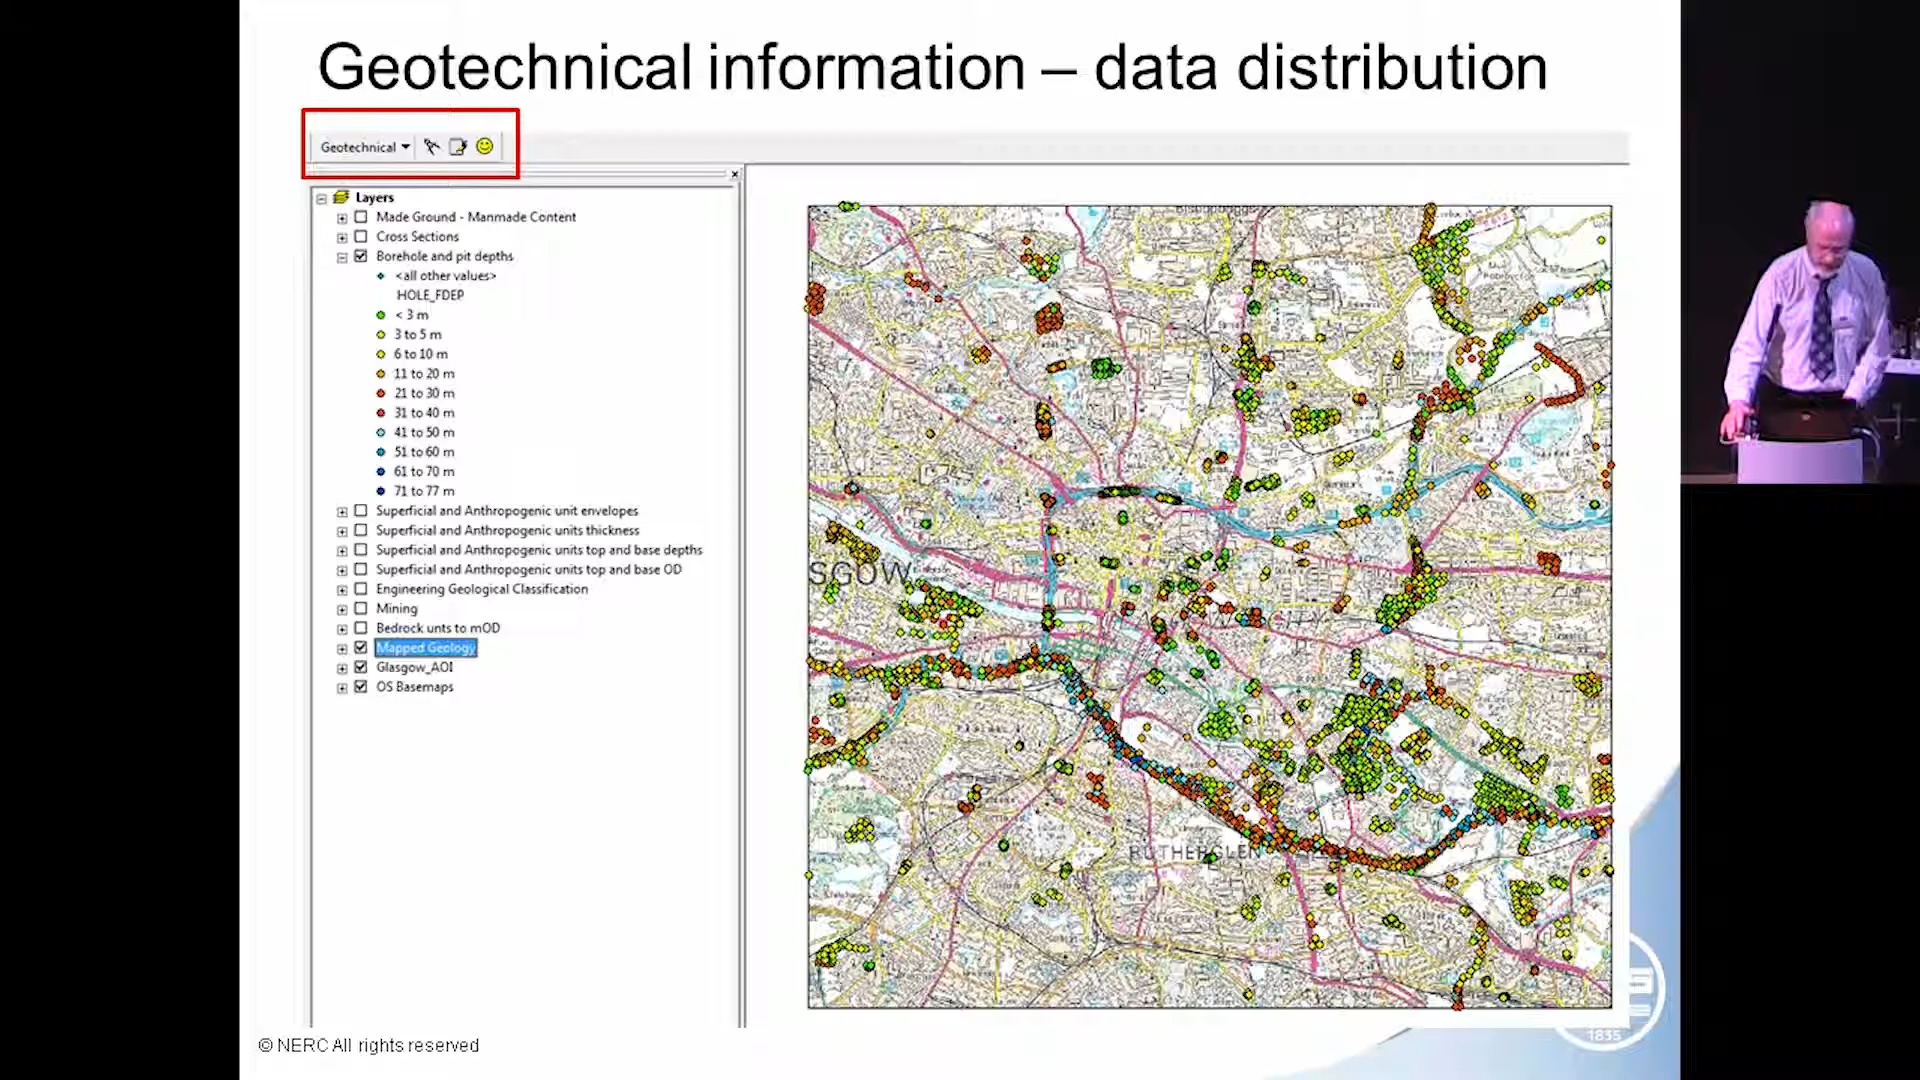 Geotechnical information – data distribution
Geotechnical
Layers
Made Ground - Manmade Content
Cross Sections
Borehole and pit depths
<all other values>
HOLE_FDEP
< 3 m
3 to 5 m
6 to 10 m
11 to 20 m
21 to 30 m
31 to 40 m
41 to 50 m
51 to 60 m
61 to 70 m
71 to 77 m
Superficial and Anthropogenic unit envelopes
Superficial and Anthropogenic units thickness
Superficial and Anthropogenic units top and base depths
Superficial and Anthropogenic units top and base OD
Engineering Geological Classification
Mining
Bedrock unts to mOD
Mapped Geology
Glasgow_AOI
OS Basemaps
SGOW
RUTHERGLEN
1835
© NERC All rights reserved